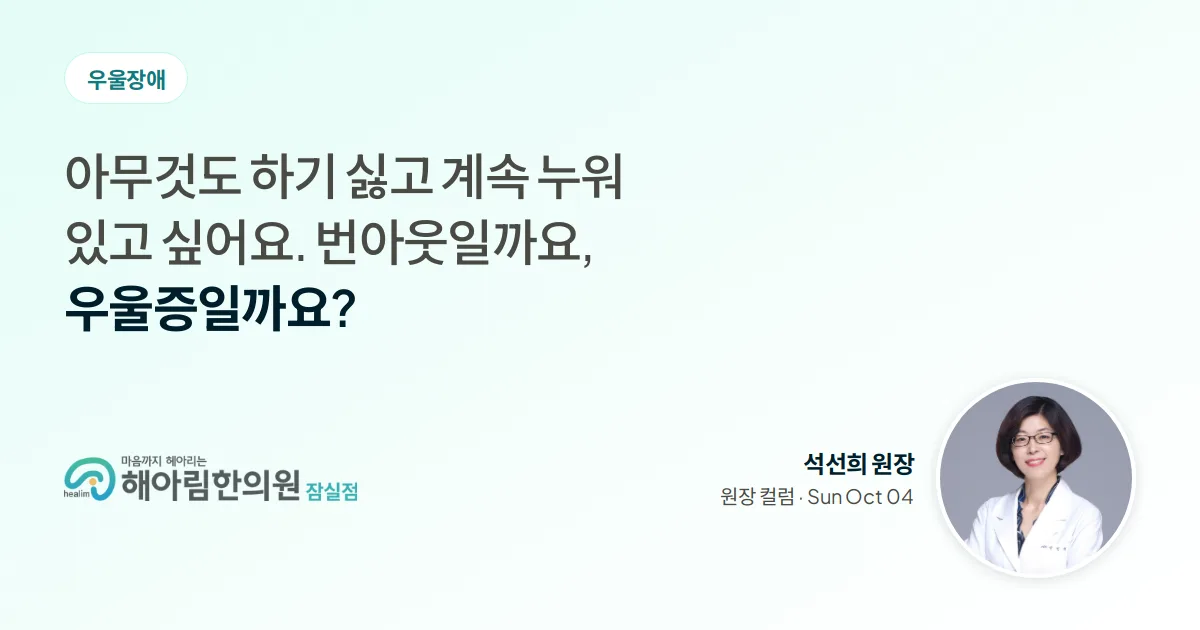 우울장애
아무것도 하기 싫고 계속 누워
있고 싶어요. 번아웃일까요,
우울증일까요?
마음까지 헤아리는
healim 해아림한의원 잠실점
석선희 원장
원장 컬럼 · Sun Oct 04